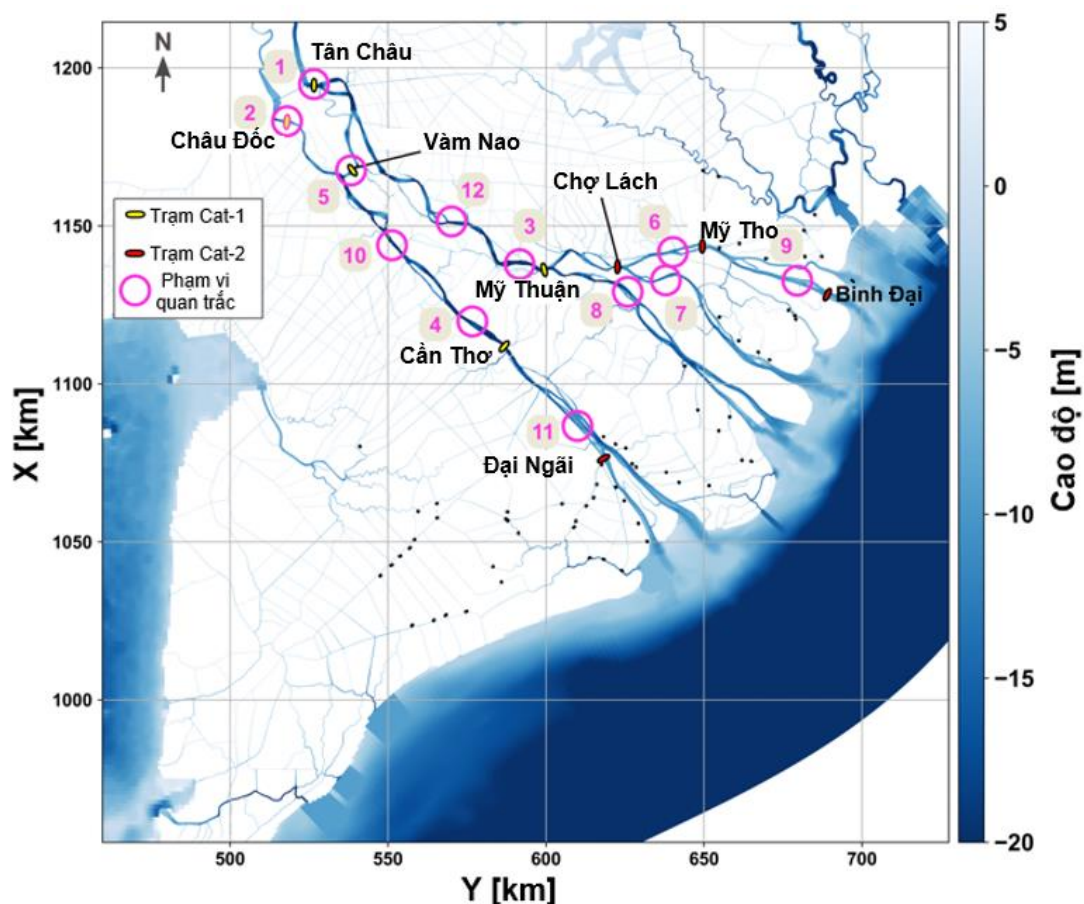 N
1
Tân Châu
2
Châu Đốc
Vàm Nao
5
12
Chợ Lách
3
6
Mỹ Tho
9
10
Mỹ Thuận
8
7
Bình Đại
4
Cần Thơ
11
Đại Ngãi
Trạm Cat-1
Trạm Cat-2
Phạm vi
quan trắc
1200
1150
1100
1050
1000
X [km]
500
550
600
650
700
Y [km]
5
0
−5
−10
−15
−20
Cao độ [m]